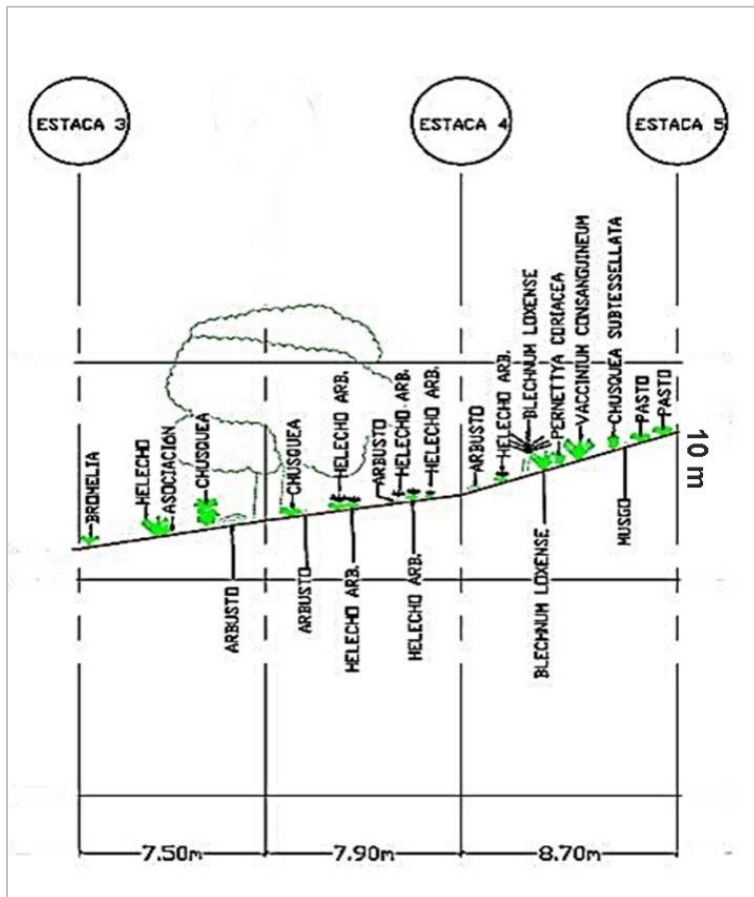 ESTACA 3
ESTACA 4
ESTACA 5
BROMELIA
HELECHO
ASOCIACIÓN
CHUSQUEA
CHUSQUEA
HELECHO ARB.
ARBUSTO
HELECHO ARB.
HELECHO ARB.
ARBUSTO
HELECHO ARB.
BLECHNUM LOXENSE
PERNETTYA CORIACEA
VACCINIUM CONSANGUINEUM
CHUSQUEA SUBTESSELLATA
PASTO
PASTO
10 m
ARBUSTO
ARBUSTO
HELECHO ARB.
HELECHO ARB.
BLECHNUM LOXENSE
MUSGO
7.50m
7.90m
8.70m